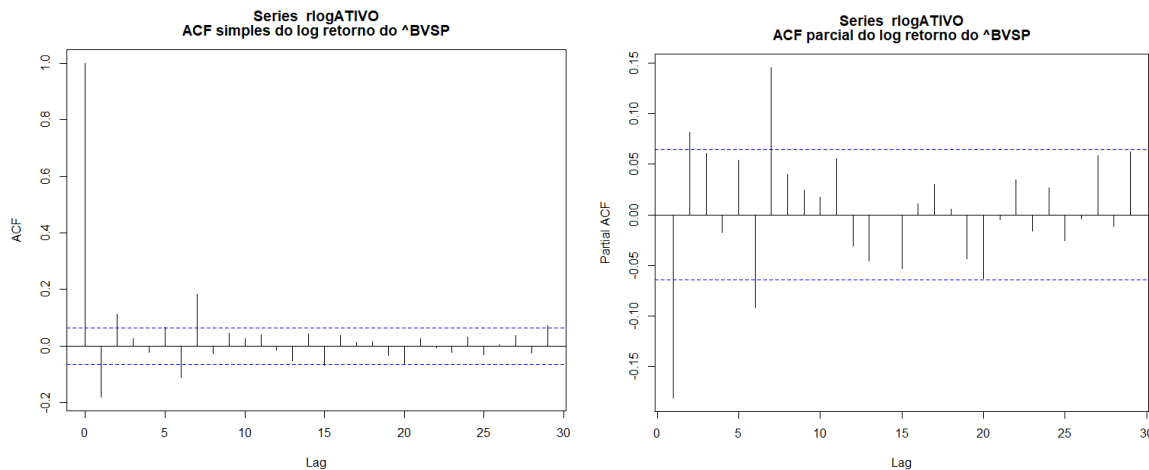 Series rlogATIVO
ACF simples do log retorno do ^BVSP
ACF
1.0
0.8
0.6
0.4
0.2
0.0
-0.2
0 5 10 15 20 25 30
Lag
Series rlogATIVO
ACF parcial do log retorno do ^BVSP
Partial ACF
0.15
0.10
0.05
0.00
-0.05
-0.10
-0.15
0 5 10 15 20 25 30
Lag